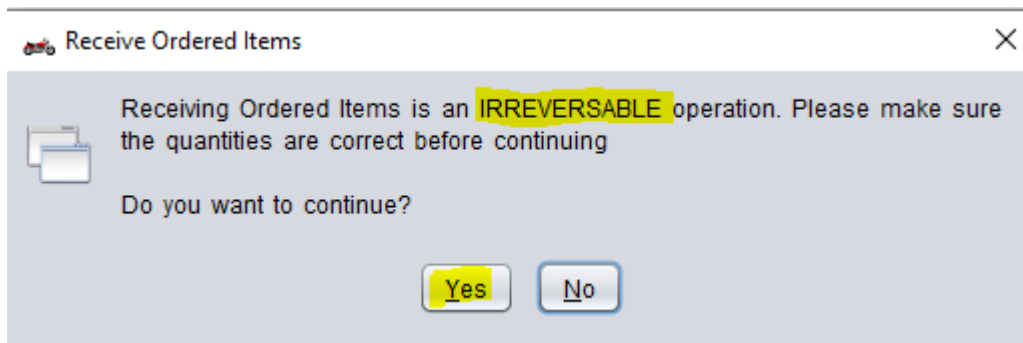 Receive Ordered Items
Receiving Ordered Items is an IRREVERSABLE operation. Please make sure
the quantities are correct before continuing
Do you want to continue?
Yes No